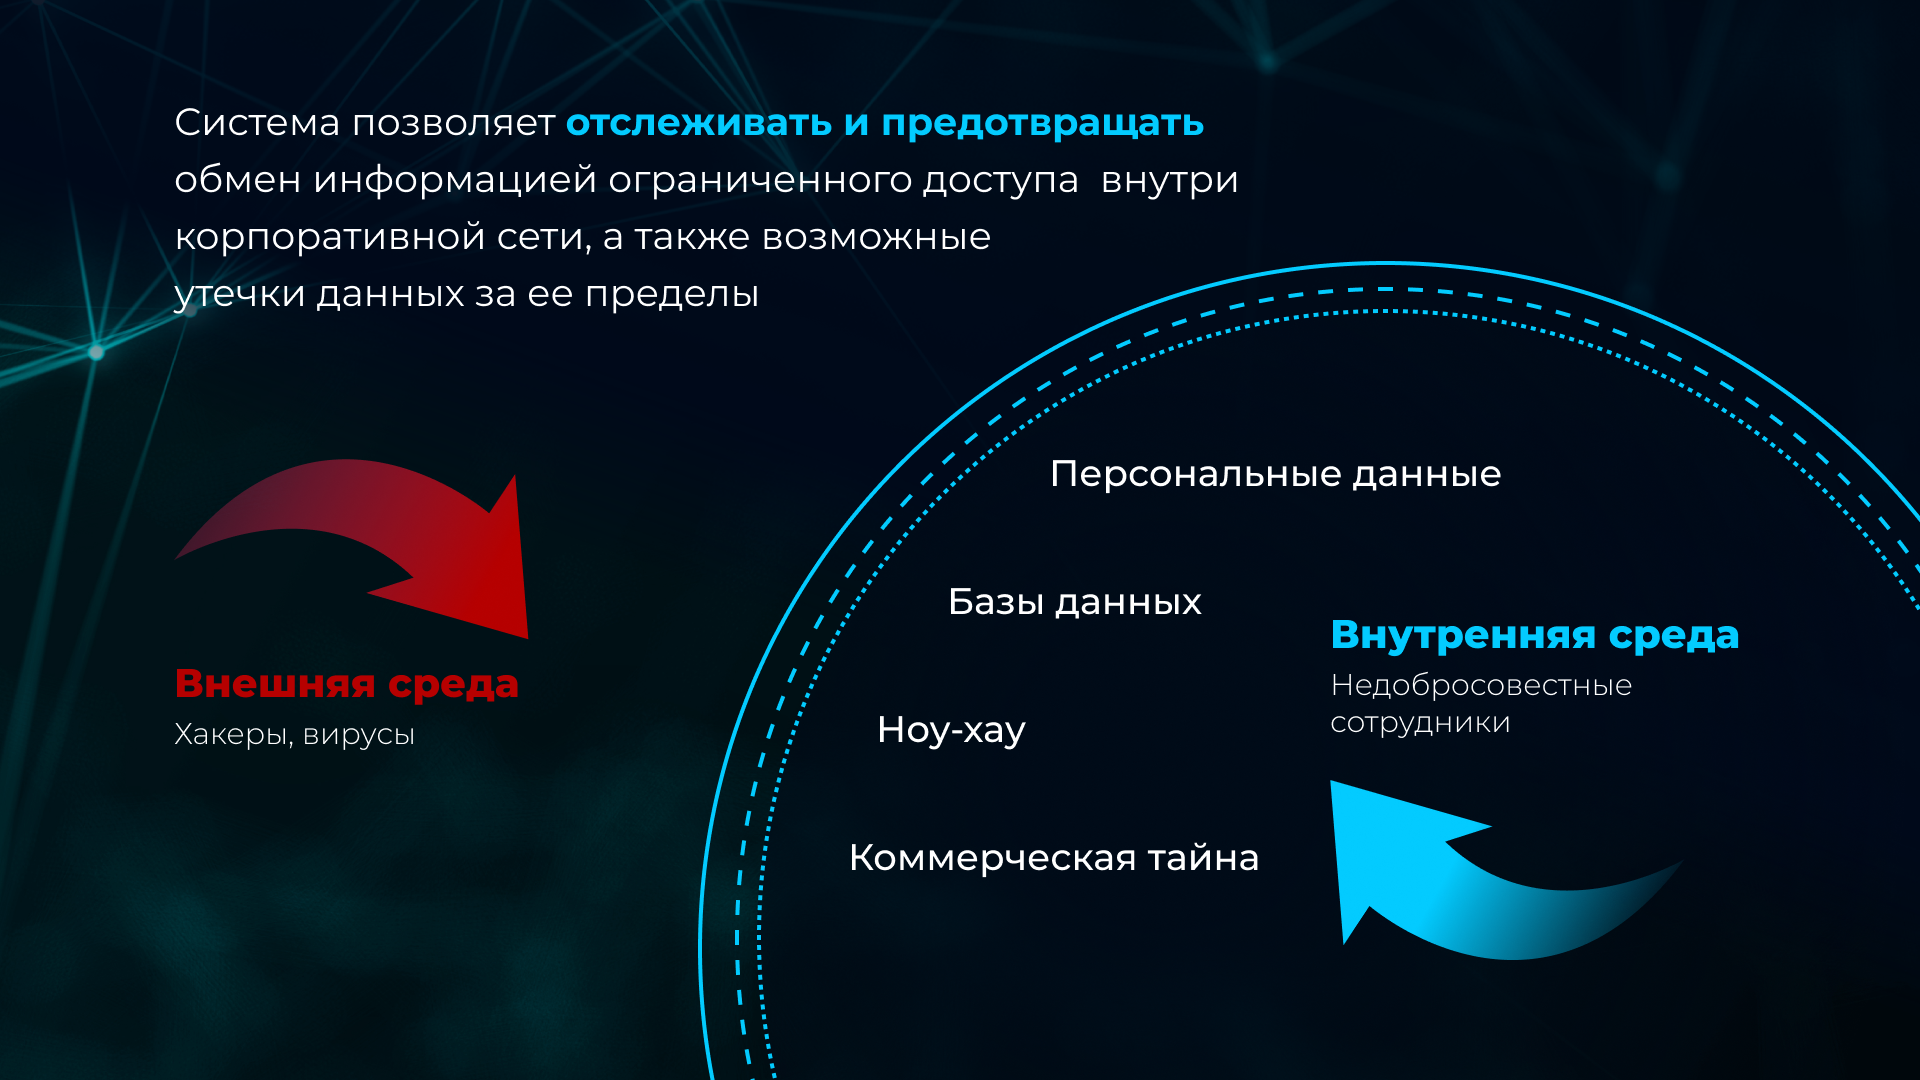 Система позволяет отслеживать и предотвращать
обмен информацией ограниченного доступа внутри
корпоративной сети, а также возможные
утечки данных за ее пределы
Персональные данные
Базы данных
Внутренняя среда
Недобросовестные
сотрудники
Внешняя среда
Хакеры, вирусы
Ноу-хау
Коммерческая тайна